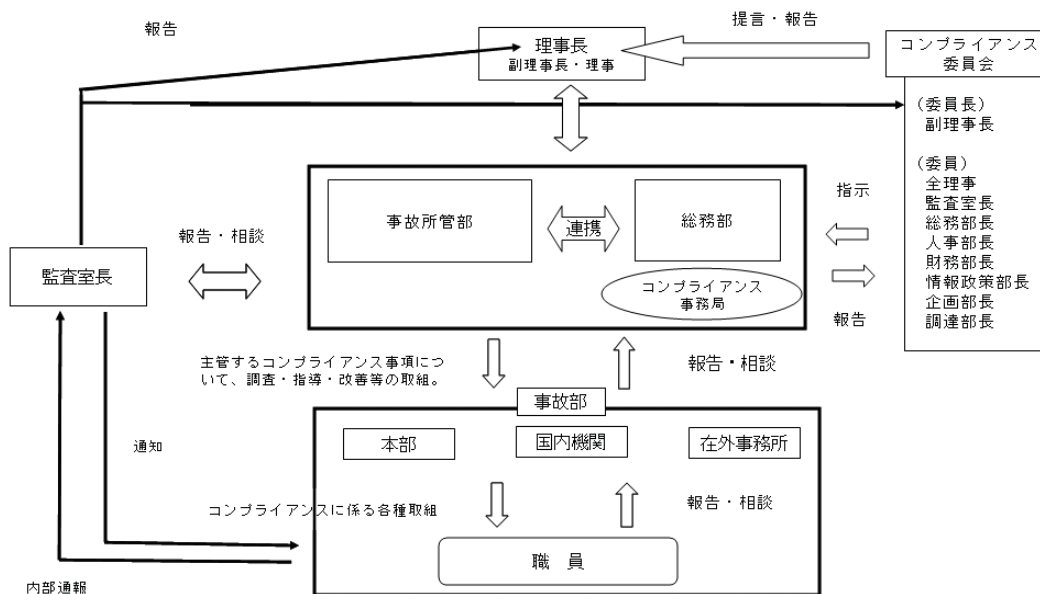 報告
提言・報告
理事長
副理事長・理事
コンプライアンス
委員会
(委員長)
副理事長
(委員)
全理事
監査室長
総務部長
人事部長
財務部長
情報政策部長
企画部長
調達部長
指示
報告
事故所管部
連携
総務部
コンプライアンス
事務局
報告・相談
監査室長
主管するコンプライアンス事項につ
いて、調査・指導・改善等の取組。
報告・相談
事故部
本部
国内機関
在外事務所
通知
コンプライアンスに係る各種取組
報告・相談
職 員
内部通報